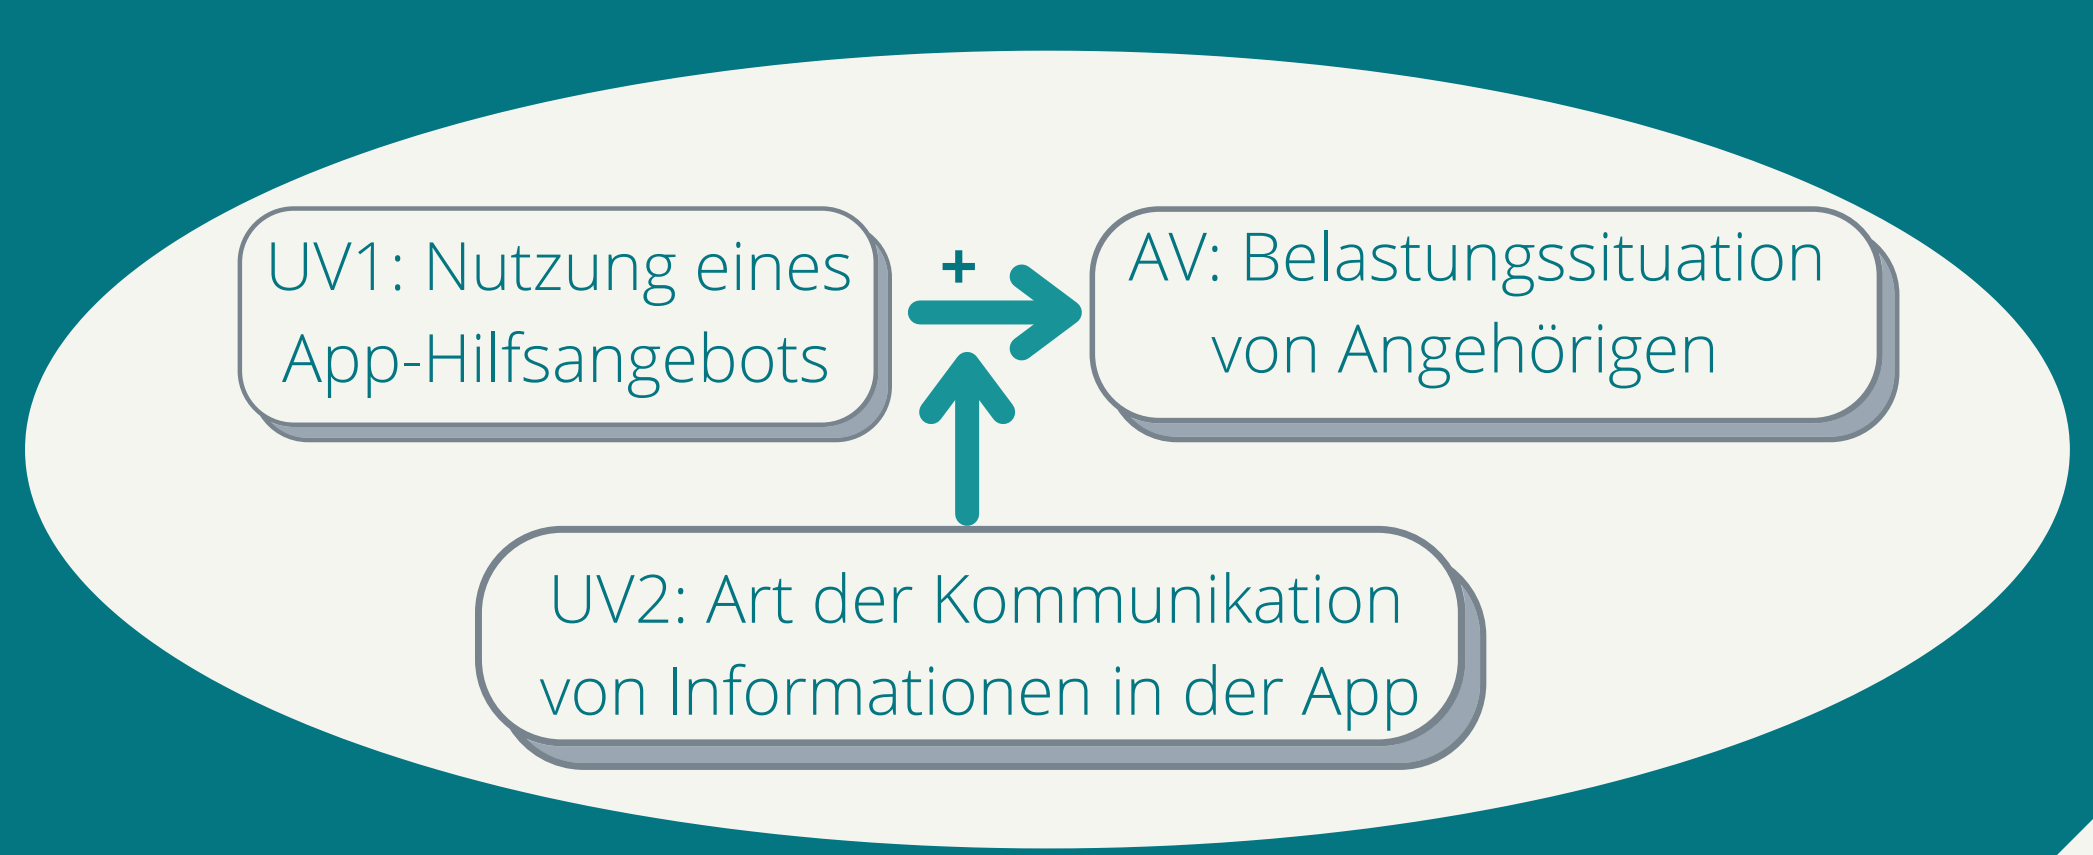 UV1: Nutzung eines
App-Hilfsangebots
+
AV: Belastungssituation
von Angehörigen
UV2: Art der Kommunikation
von Informationen in der App